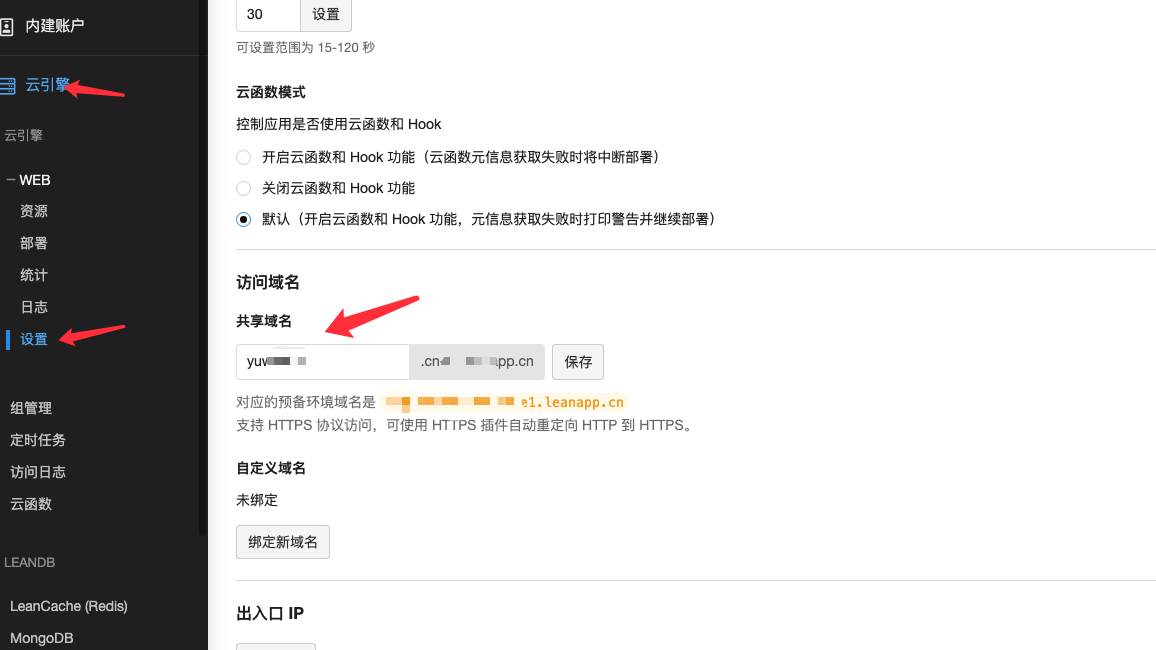 内建账户
云引擎
云引擎
WEB
资源
部署
统计
日志
设置
组管理
定时任务
访问日志
云函数
LEANDB
LeanCache (Redis)
MongoDB
30 设置
可设置范围为 15-120 秒
云函数模式
控制应用是否使用云函数和 Hook
开启云函数和 Hook 功能（云函数元信息获取失败时将中断部署）
关闭云函数和 Hook 功能
默认（开启云函数和 Hook 功能，元信息获取失败时打印警告并继续部署）
访问域名
共享域名
.cn pp.cn 保存
对应的预备环境域名是 e1.leanapp.cn
支持 HTTPS 协议访问，可使用 HTTPS 插件自动重定向 HTTP 到 HTTPS。
自定义域名
未绑定
绑定新域名
出入口 IP